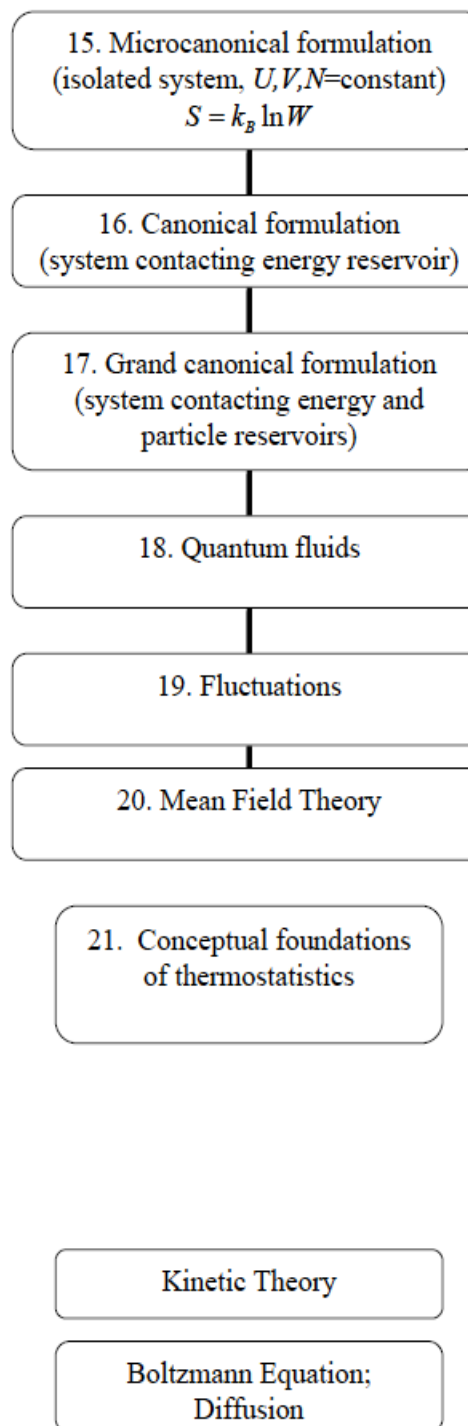 15. Microcanonical formulation
(isolated system, U,V,N=constant)
S = k_B ln W
16. Canonical formulation
(system contacting energy reservoir)
17. Grand canonical formulation
(system contacting energy and
particle reservoirs)
18. Quantum fluids
19. Fluctuations
20. Mean Field Theory
21. Conceptual foundations
of thermostatistics
Kinetic Theory
Boltzmann Equation;
Diffusion